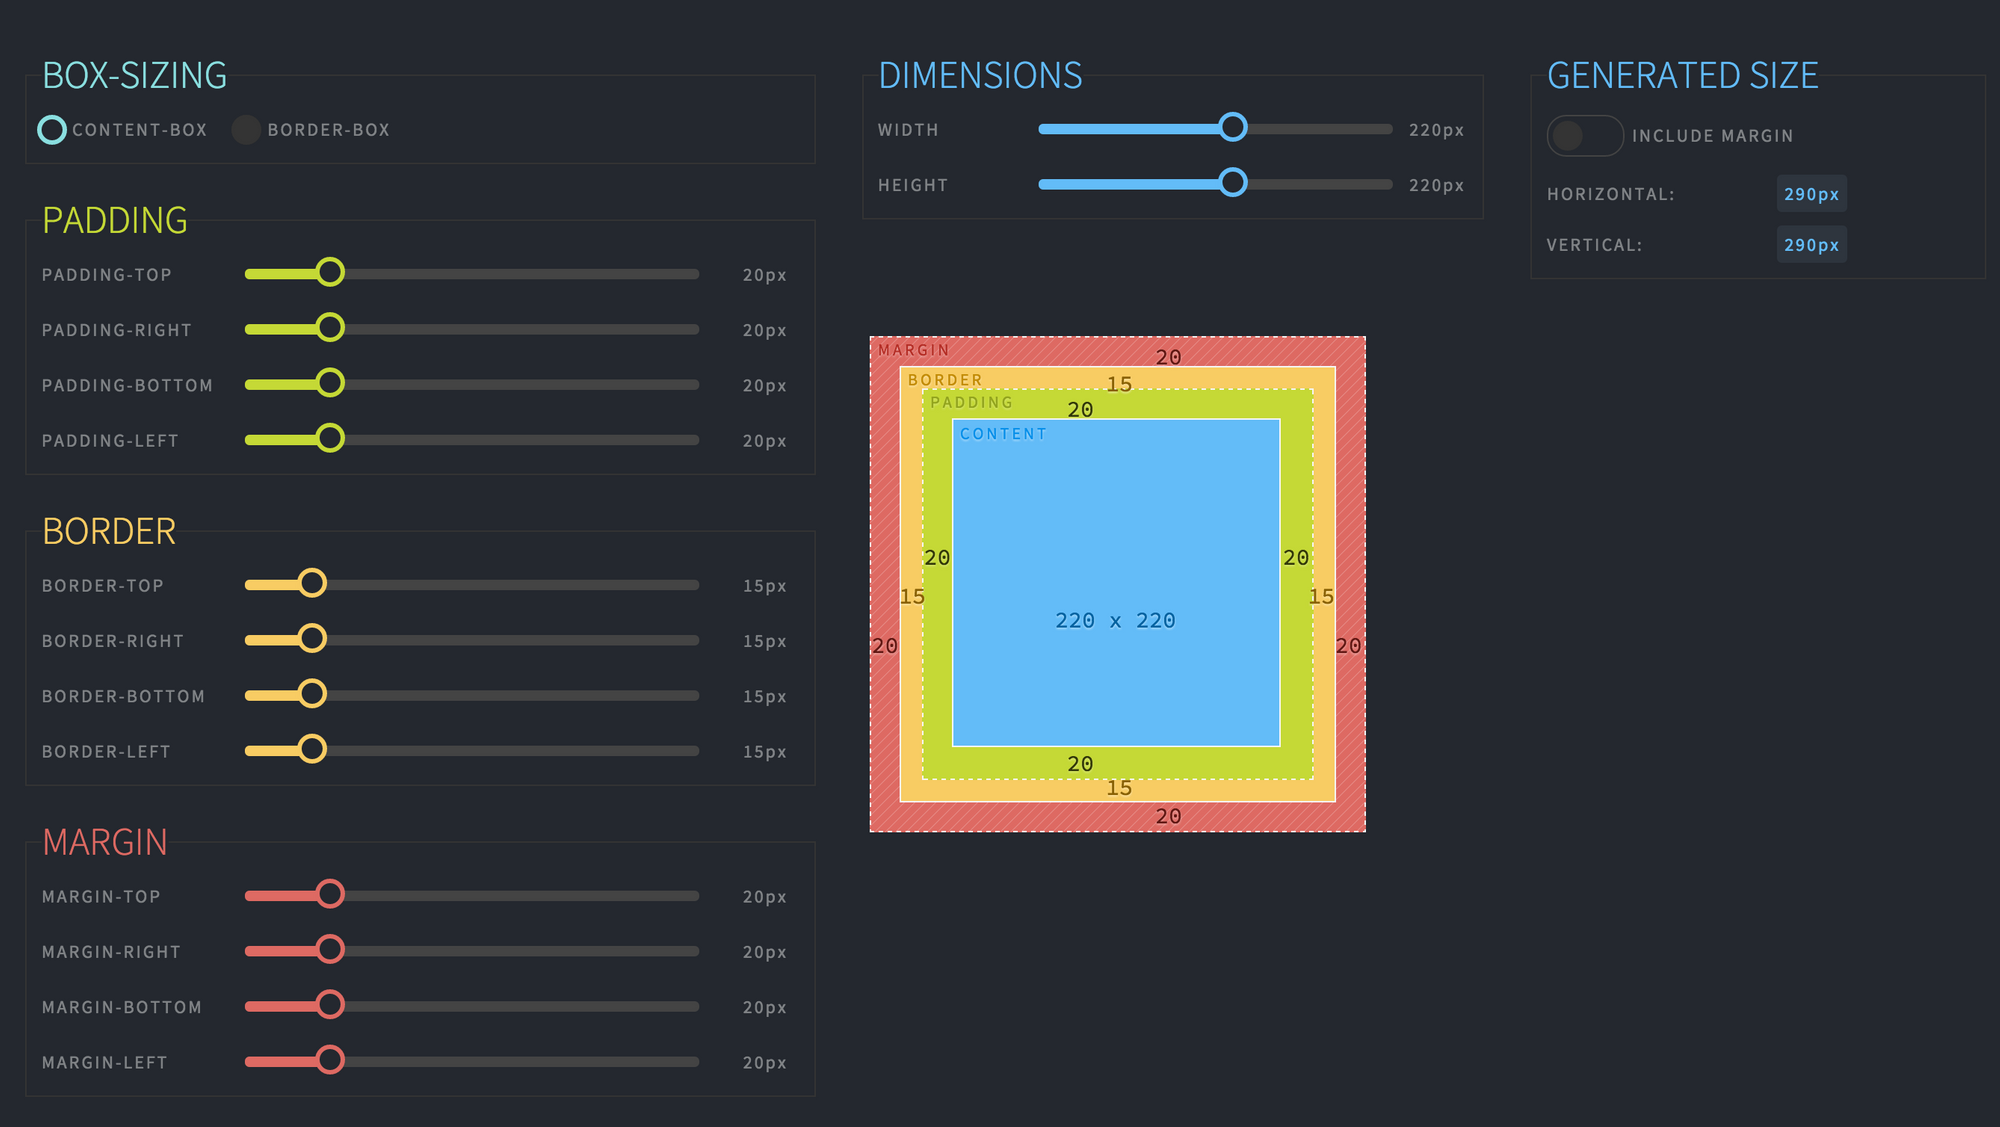 BOX-SIZING
CONTENT-BOX BORDER-BOX
PADDING
PADDING-TOP 20px
PADDING-RIGHT 20px
PADDING-BOTTOM 20px
PADDING-LEFT 20px
BORDER
BORDER-TOP 15px
BORDER-RIGHT 15px
BORDER-BOTTOM 15px
BORDER-LEFT 15px
MARGIN
MARGIN-TOP 20px
MARGIN-RIGHT 20px
MARGIN-BOTTOM 20px
MARGIN-LEFT 20px
DIMENSIONS
WIDTH 220px
HEIGHT 220px
MARGIN 20
BORDER 15
PADDING 20
CONTENT
20 20
15 15
220 x 220
20 20
20
15
20
GENERATED SIZE
INCLUDE MARGIN
HORIZONTAL: 290px
VERTICAL: 290px